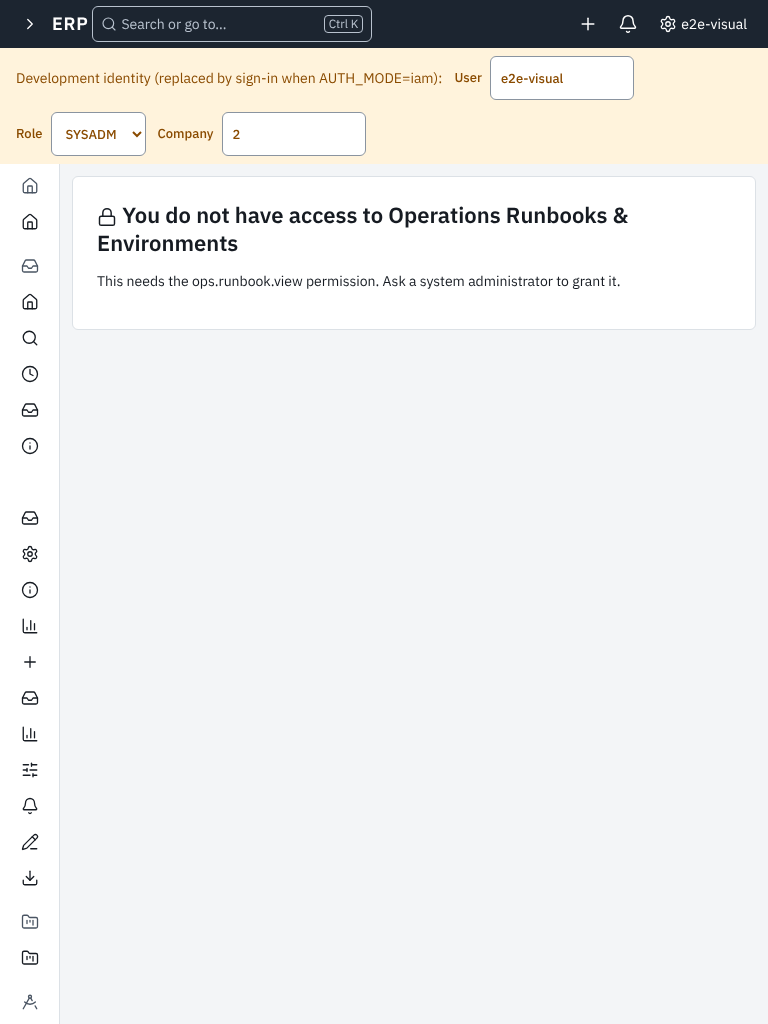 ERP
Search or go to...
Ctrl K
e2e-visual
Development identity (replaced by sign-in when AUTH_MODE=iam):
User
e2e-visual
Role
SYSADM
Company
2
You do not have access to Operations Runbooks &
Environments
This needs the ops.runbook.view permission. Ask a system administrator to grant it.